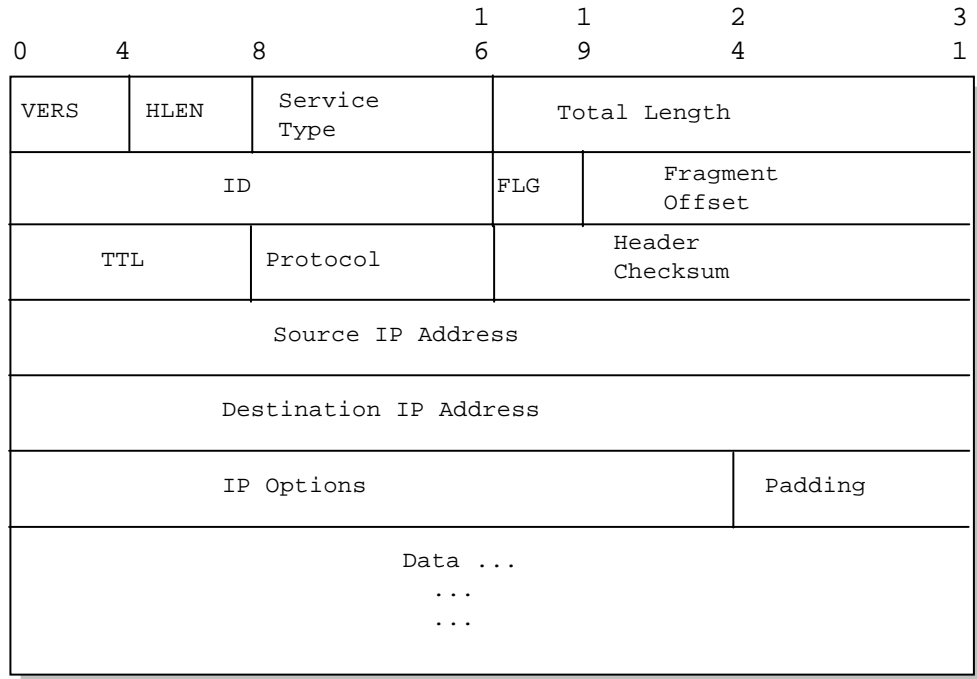 1 1 2 3
0 4 8 6 9 4 1
VERS HLEN Service Type Total Length
ID FLG Fragment Offset
TTL Protocol Header Checksum
Source IP Address
Destination IP Address
IP Options Padding
Data ...
...
...